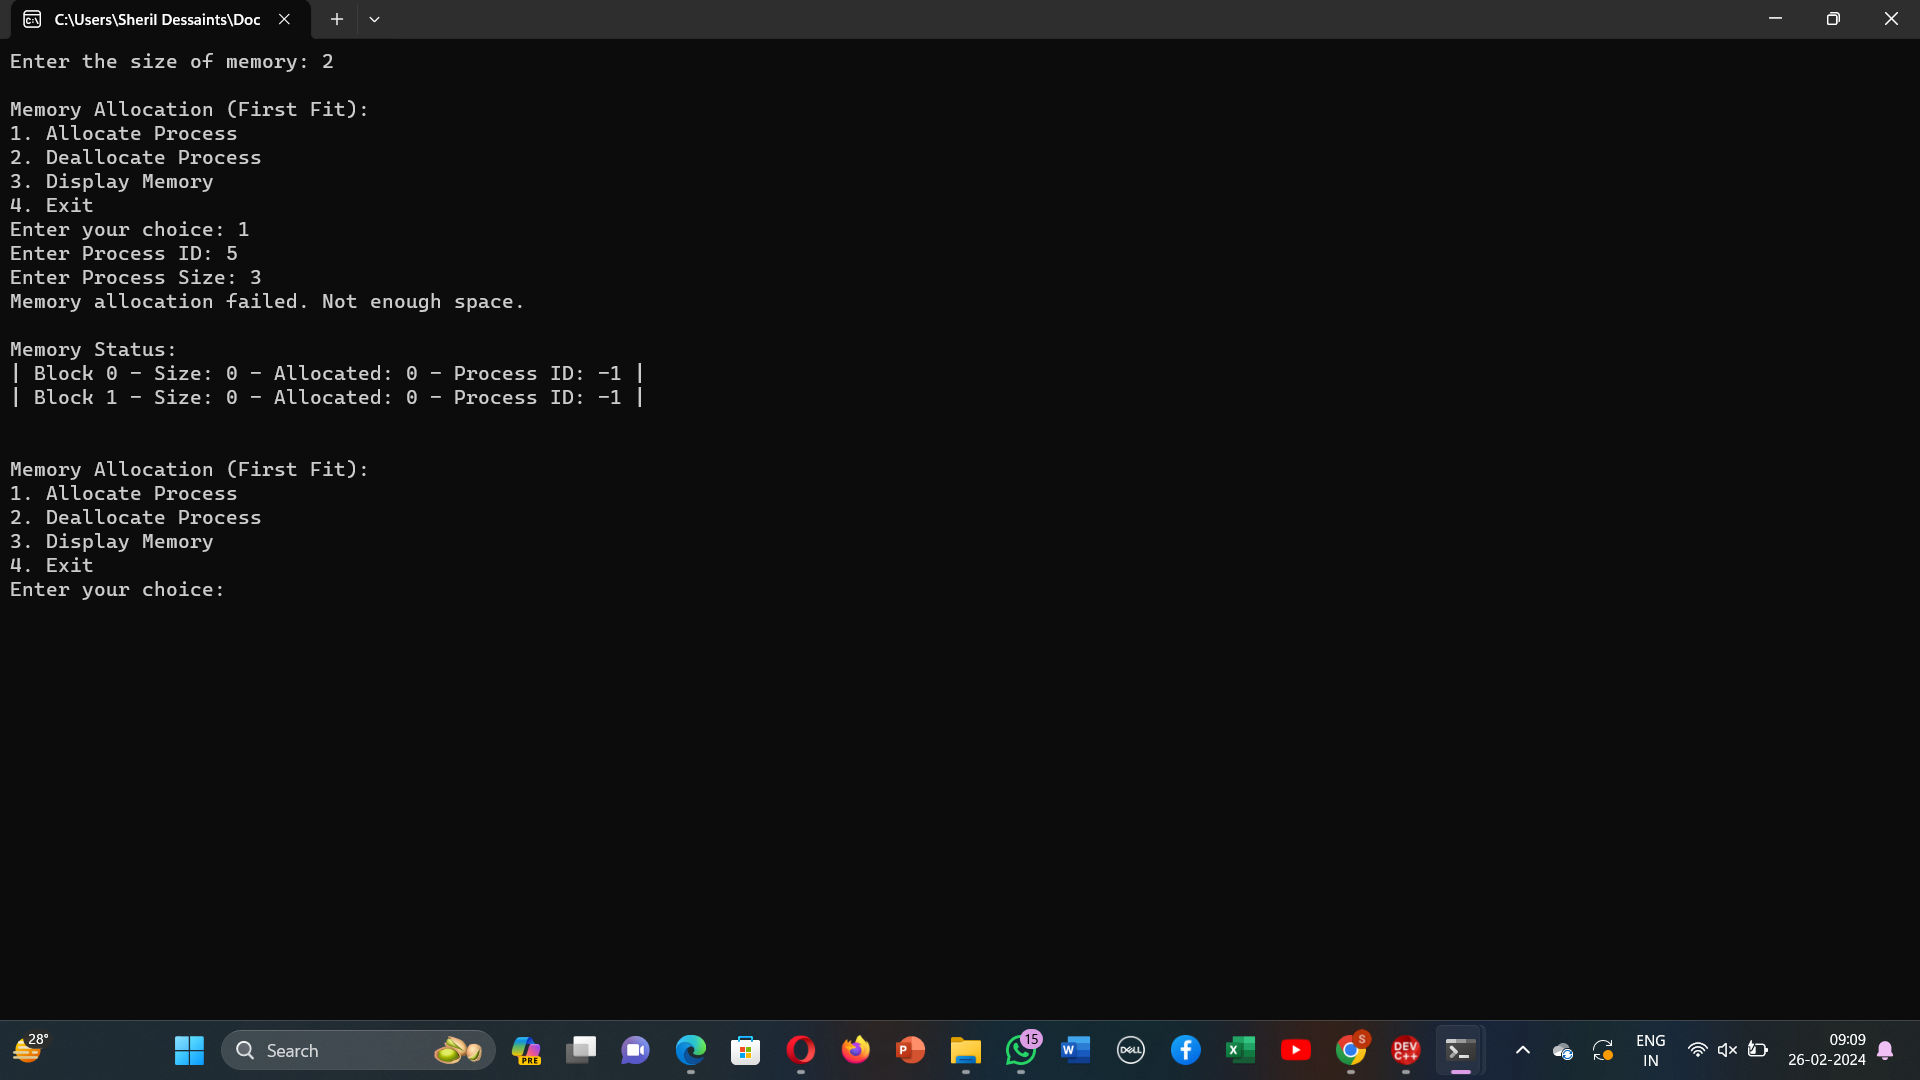 C:\Users\Sheril Dessaints\Doc
Enter the size of memory: 2
Memory Allocation (First Fit):
1. Allocate Process
2. Deallocate Process
3. Display Memory
4. Exit
Enter your choice: 1
Enter Process ID: 5
Enter Process Size: 3
Memory allocation failed. Not enough space.
Memory Status:
| Block 0 - Size: 0 - Allocated: 0 - Process ID: -1 |
| Block 1 - Size: 0 - Allocated: 0 - Process ID: -1 |
Memory Allocation (First Fit):
1. Allocate Process
2. Deallocate Process
3. Display Memory
4. Exit
Enter your choice:
28°
Search
PRE
P
15
W
DELL
X
S
DEV
C++
ENG
IN
09:09
26-02-2024